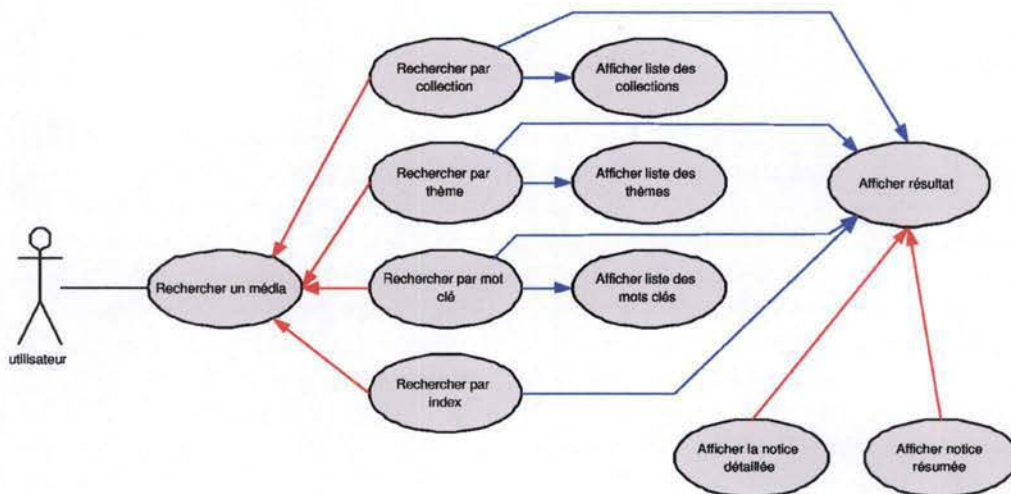 Rechercher par
collection
Afficher liste des
collections
Rechercher par
thème
Afficher liste des
thèmes
Afficher résultat
Rechercher un média
Rechercher par mot
clé
Afficher liste des
mots clés
utilisateur
Rechercher par
index
Afficher la notice
détaillée
Afficher notice
résumée